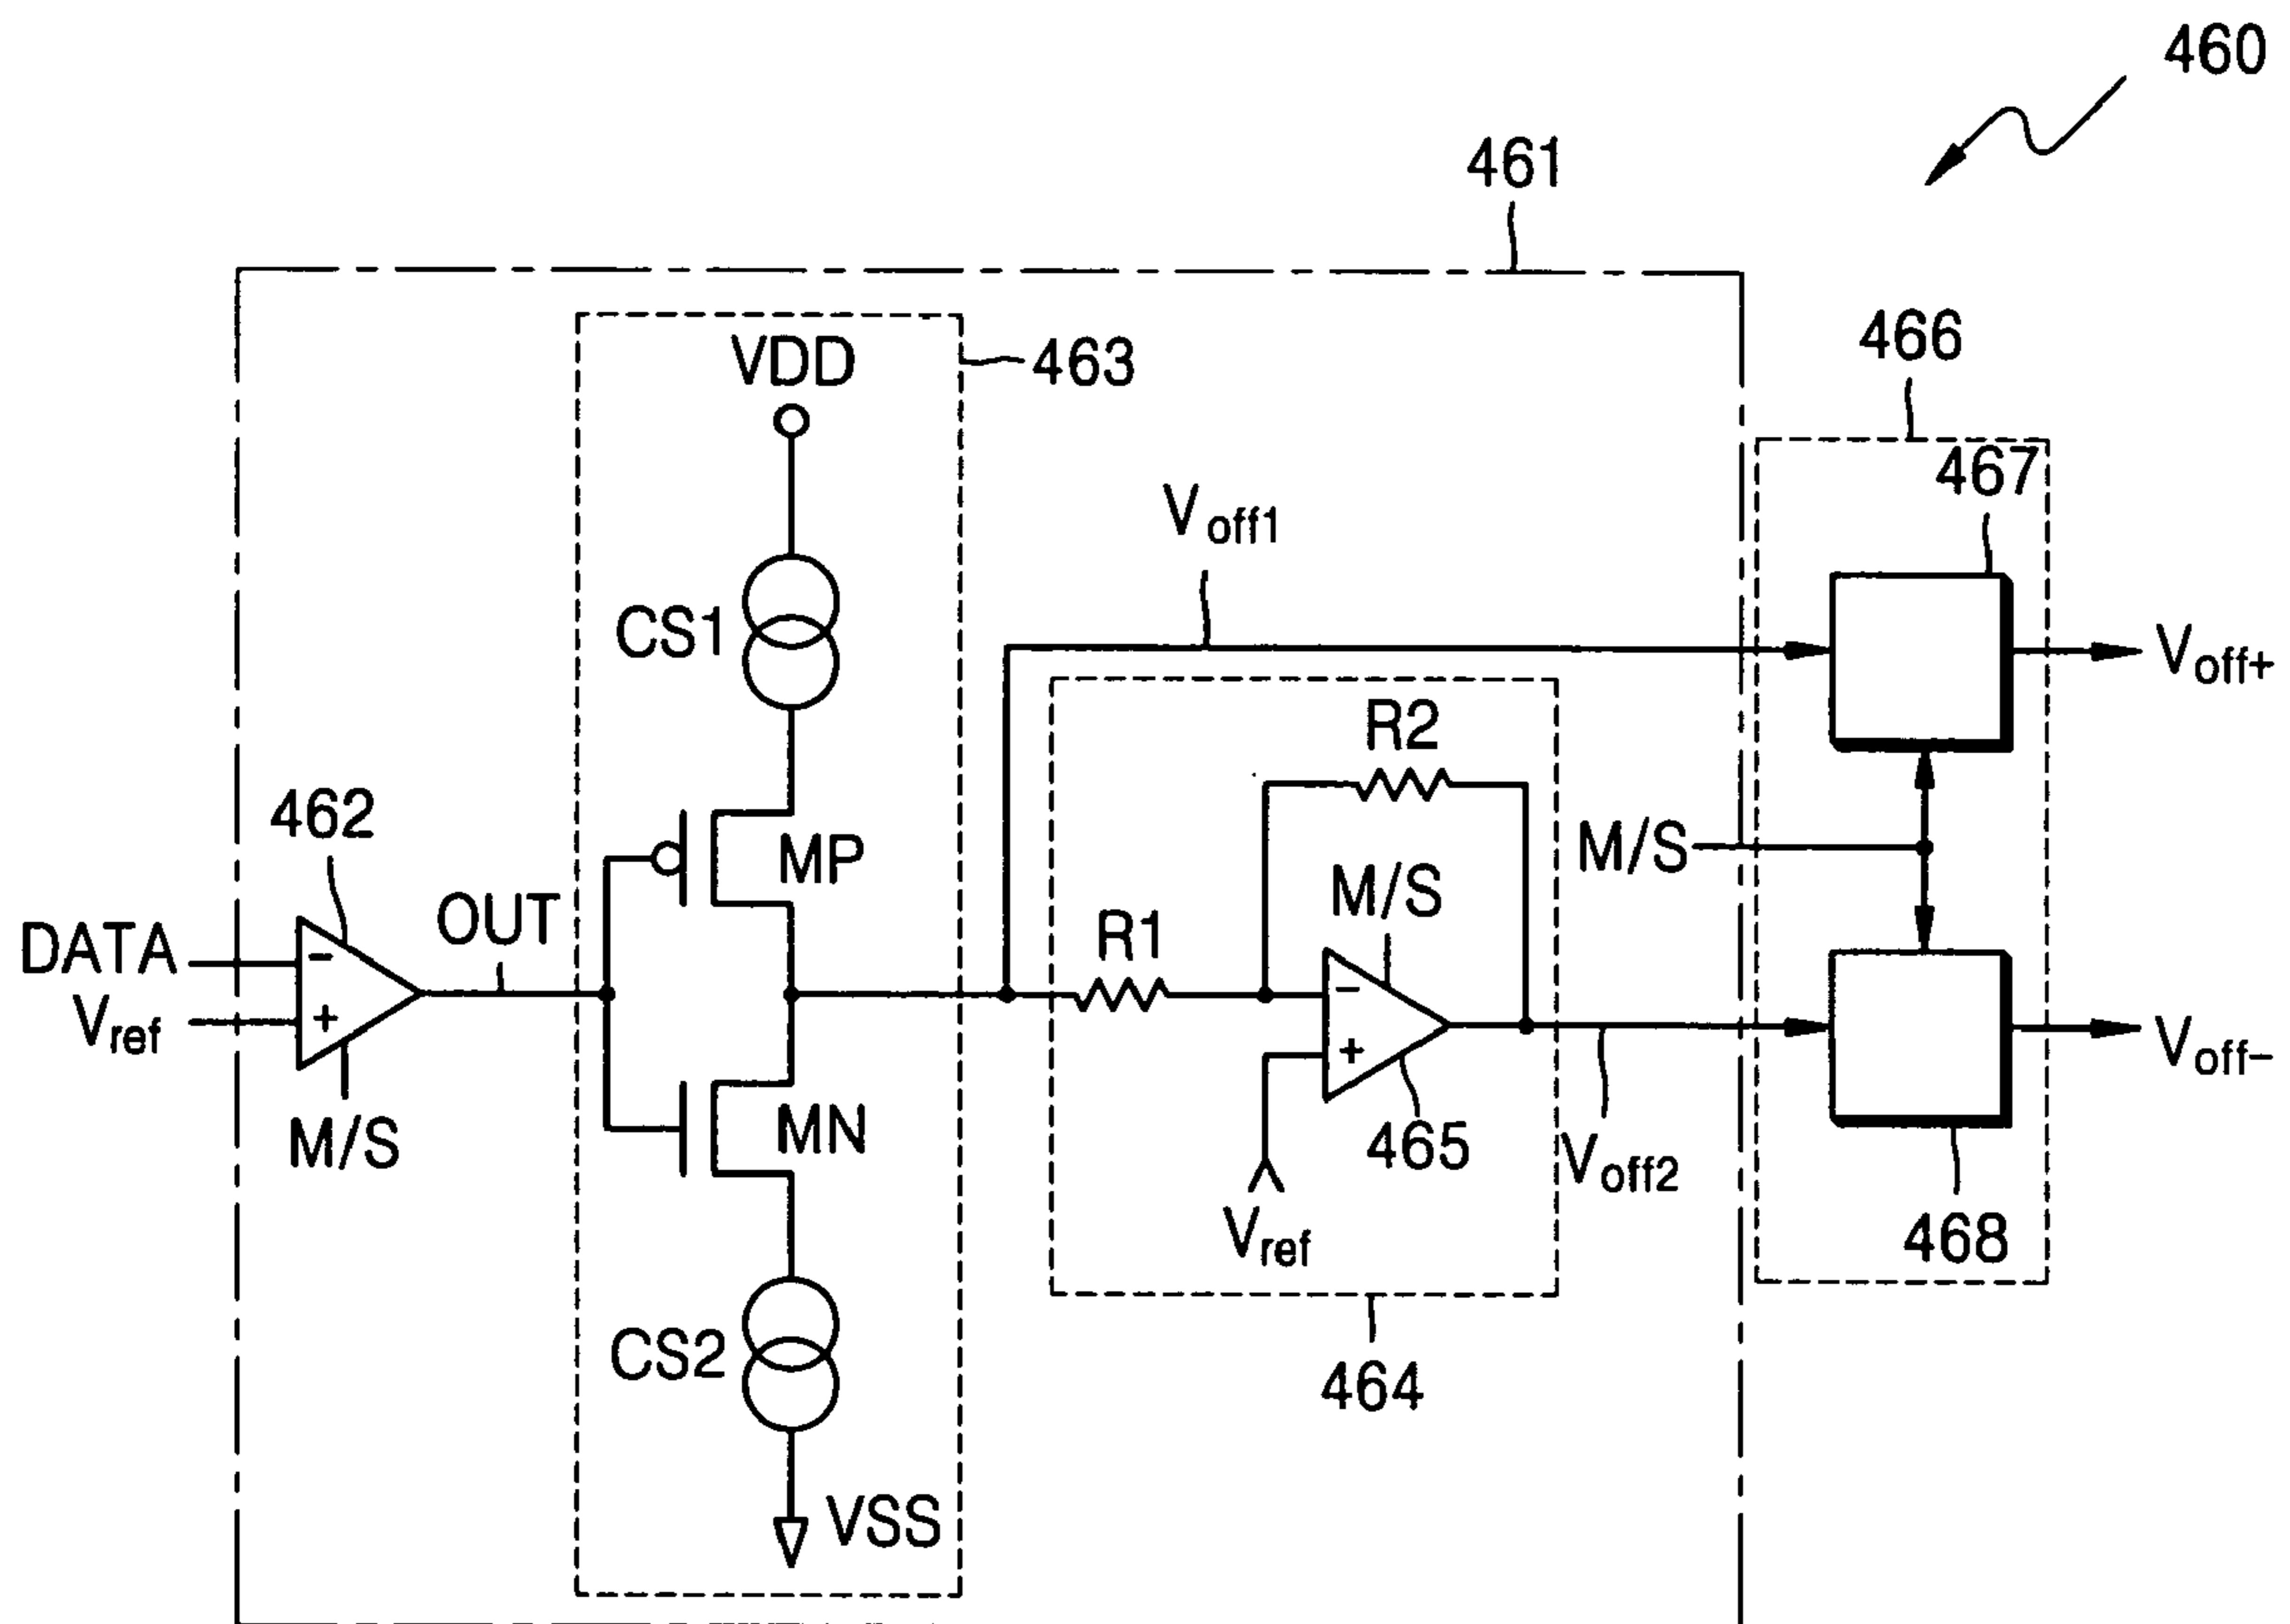 460
461
VDD
463
466
467
Voff1
CS1
Voff+
R2
462
MP
M/S
M/S
OUT
R1
DATA
Vref
Voff-
MN
M/S
465
Voff2
Vref
468
CS2
464
VSS